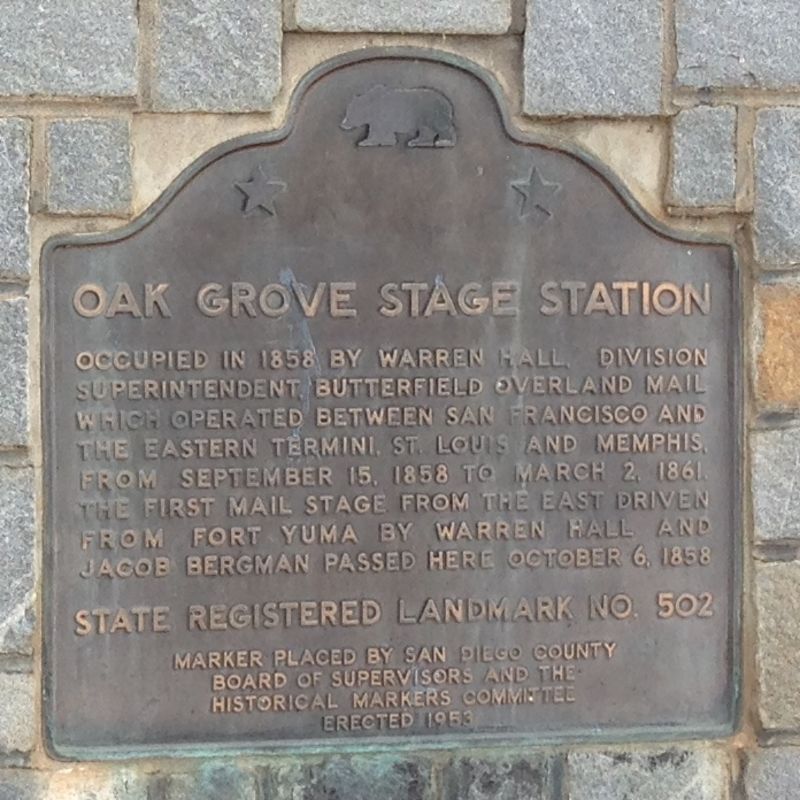 OAK GROVE STAGE STATION
OCCUPIED IN 1858 BY WARREN HALL, DIVISION
SUPERINTENDENT BUTTERFIELD OVERLAND MAIL
WHICH OPERATED BETWEEN SAN FRANCISCO AND
THE EASTERN TERMINI, ST. LOUIS AND MEMPHIS,
FROM SEPTEMBER 15, 1858 TO MARCH 2, 1861.
THE FIRST MAIL STAGE FROM THE EAST DRIVEN
FROM FORT YUMA BY WARREN HALL AND
JACOB BERGMAN PASSED HERE OCTOBER 6, 1858
STATE REGISTERED LANDMARK NO. 502
MARKER PLACED BY SAN DIEGO COUNTY
BOARD OF SUPERVISORS AND THE
HISTORICAL MARKERS COMMITTEE
ERECTED 1953